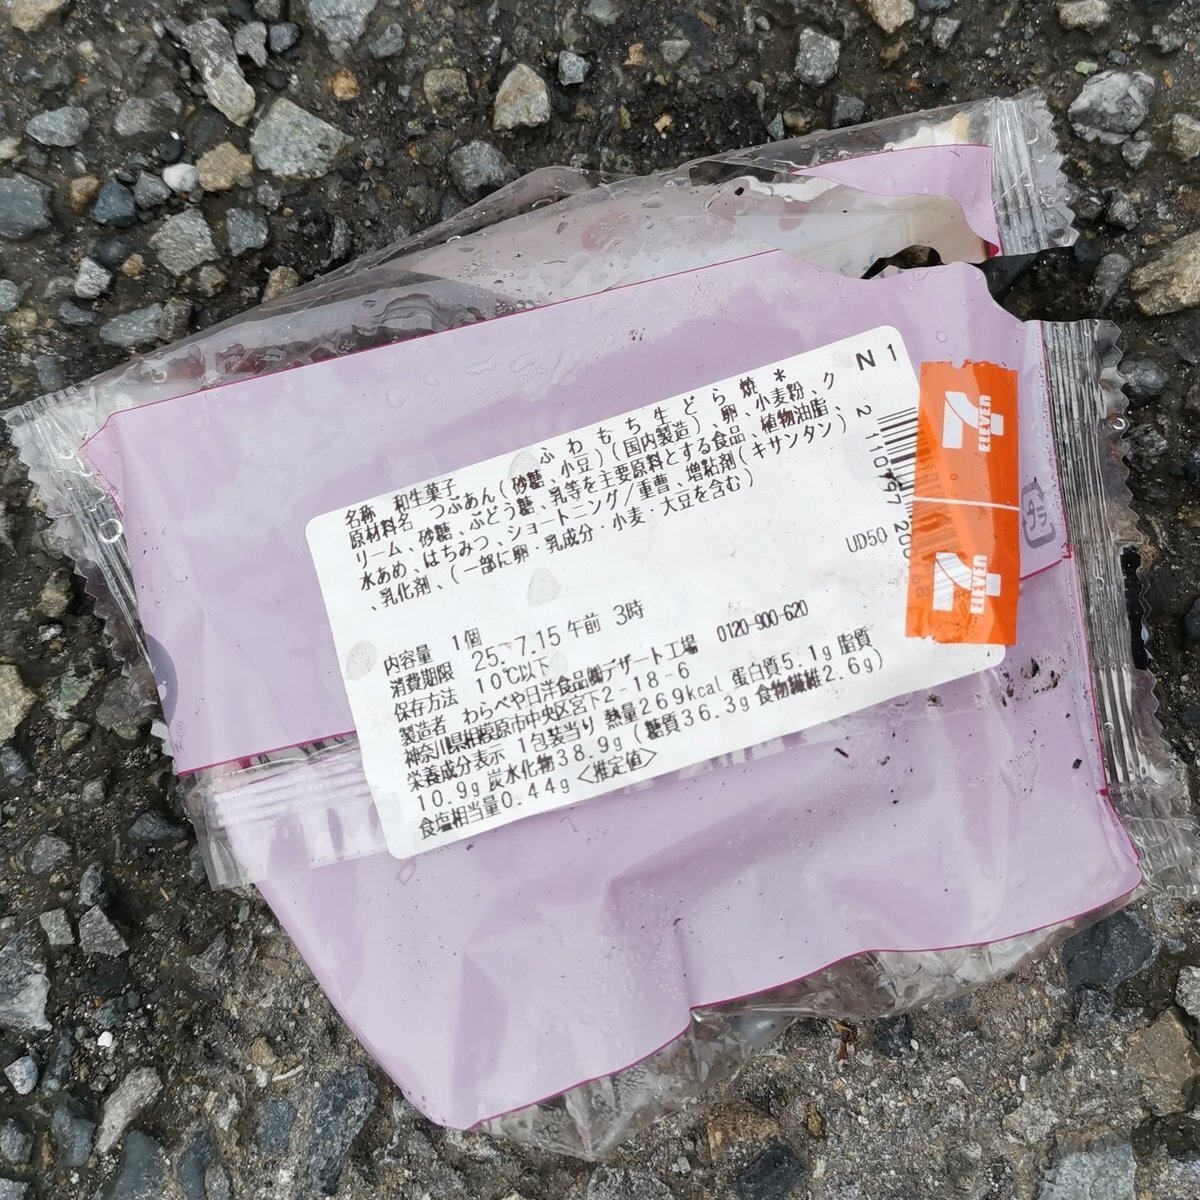 ふわもち生どら焼*
N 1
名称 和生菓子
原材料名 つぶあん(砂糖、小豆)(国内製造)、卵、小麦粉、ク
リーム、砂糖、ぶどう糖、乳等を主要原料とする食品、植物油脂、
水あめ、はちみつ、ショートニング/重曹、増粘剤(キサンタン)
、乳化剤、(一部に卵・乳成分・小麦・大豆を含む)
2 110797 200
UD50
内容量 1個
消費期限 25.-7.15午前 3時
保存方法 10℃以下
製造者 わらべや日洋食品㈱デザート工場 0120-900-620
神奈川県相模原市中央区宮下2-18-6
栄養成分表示 1包装当り 熱量269kcal 蛋白質5.1g 脂質
10.9g 炭水化物38.9g(糖質36.3g 食物繊維2.6g)
食塩相当量0.44g <推定値>
7 ELEVEN
7 ELEVEN